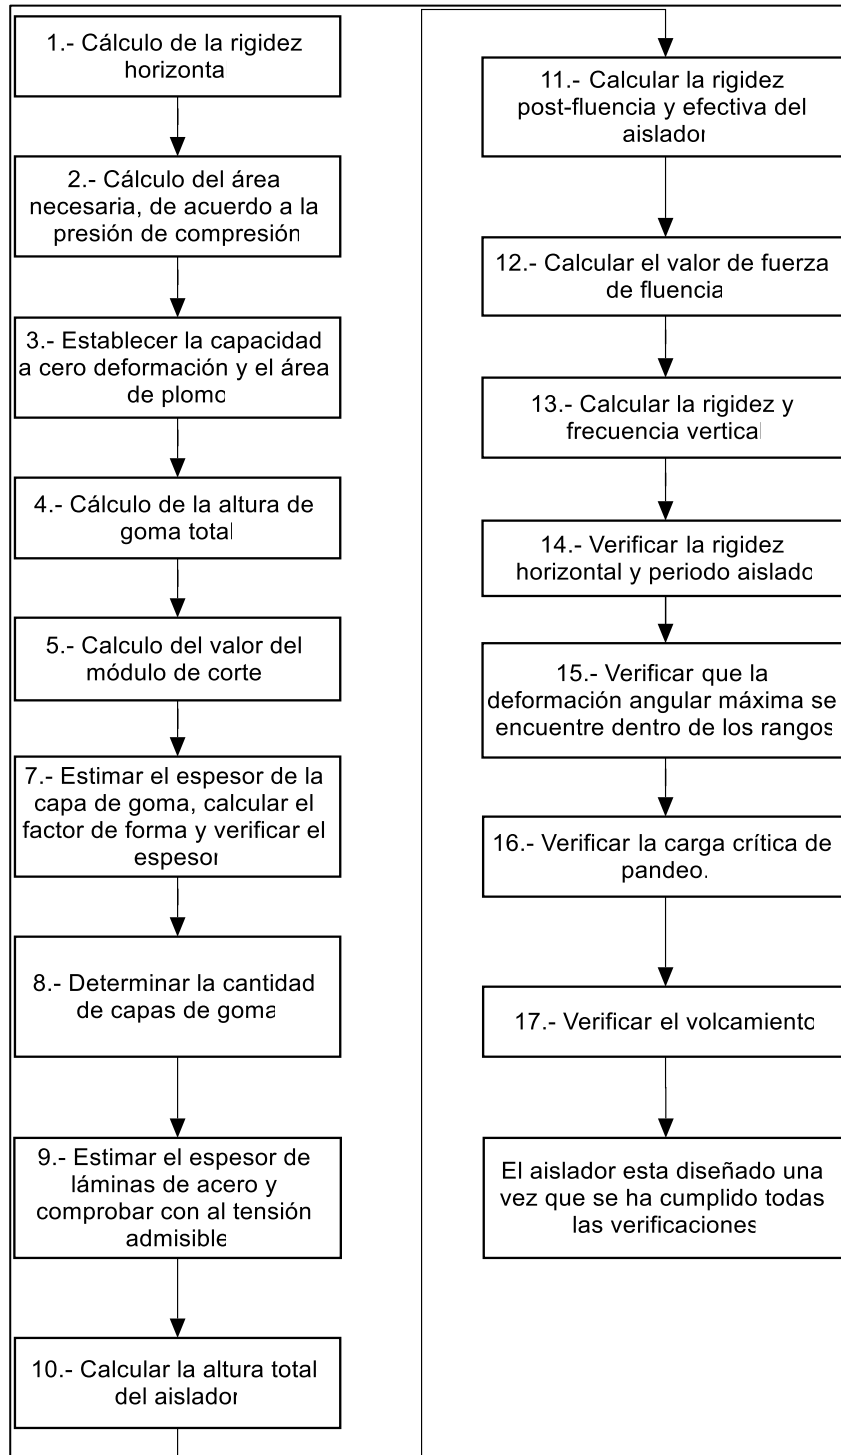 1.- Cálculo de la rigidez
horizontal
2.- Cálculo del área
necesaria, de acuerdo a la
presión de compresión
3.- Establecer la capacidad
a cero deformación y el área
de plomo
4.- Cálculo de la altura de
goma total
5.- Calculo del valor del
módulo de corte
7.- Estimar el espesor de la
capa de goma, calcular el
factor de forma y verificar el
espesor
8.- Determinar la cantidad
de capas de goma
9.- Estimar el espesor de
láminas de acero y
comprobar con al tensión
admisible
10.- Calcular la altura total
del aislador
11.- Calcular la rigidez
post-fluencia y efectiva del
aislador
12.- Calcular el valor de fuerza
de fluencia
13.- Calcular la rigidez y
frecuencia vertical
14.- Verificar la rigidez
horizontal y periodo aislado
15.- Verificar que la
deformación angular máxima se
encuentre dentro de los rangos
16.- Verificar la carga crítica de
pandeo.
17.- Verificar el volcamiento
El aislador esta diseñado una
vez que se ha cumplido todas
las verificaciones